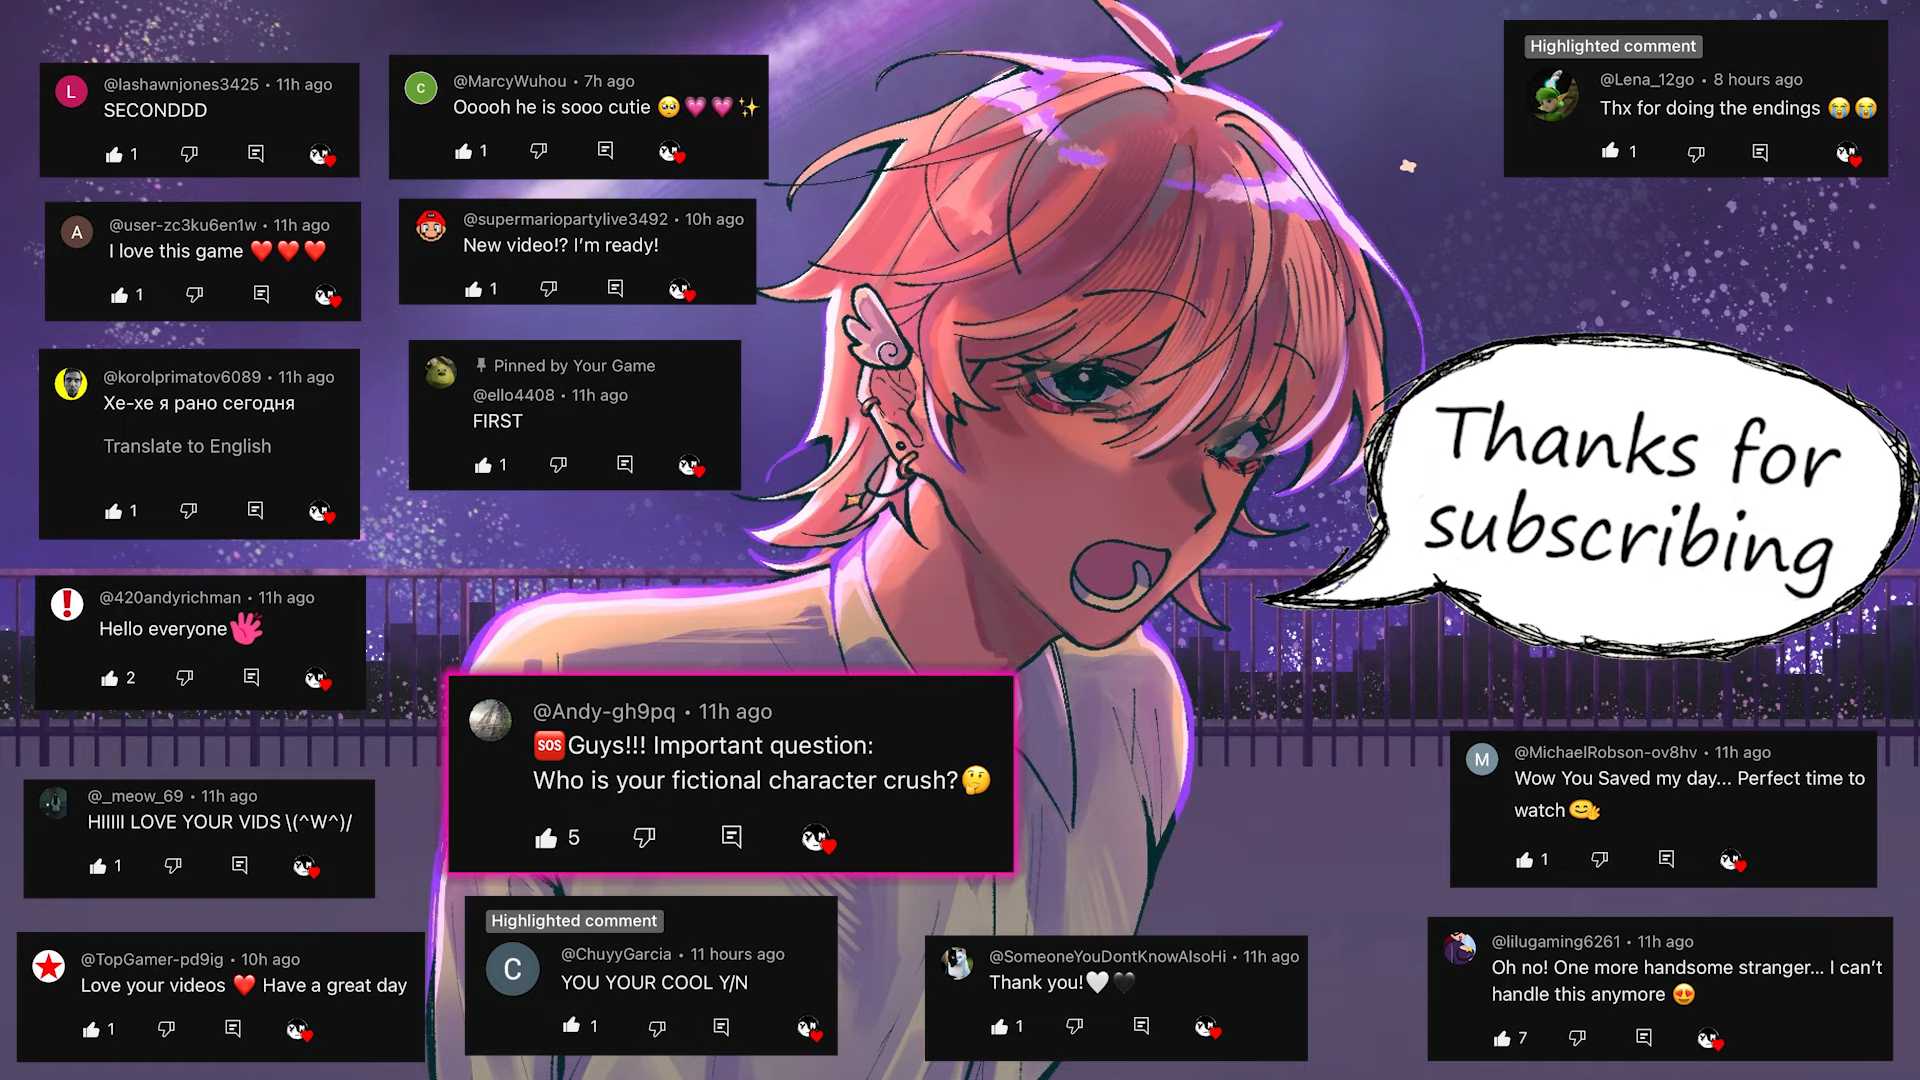 L
@lashawnjones3425 • 11h ago
SECONDDD
1
A
@user-zc3ku6en1w • 11h ago
I love this game ❤️❤️❤️
1
@korolprimatov6089 • 11h ago
Хе-хе я рано сегодня
Translate to English
1
@420andyrichman • 11h ago
Hello everyone
2
@_meow_69 • 11h ago
HIIIII LOVE YOUR VIDS \(^W^)/
1
@TopGamer-pd9ig • 10h ago
Love your videos ❤️ Have a great day
1
C
@MarcyWuhou • 7h ago
Ooooh he is sooo cutie 🥺💗💗✨
1
@supermariopartylive3492 • 10h ago
New video!? I'm ready!
1
Pinned by Your Game
@ello4408 • 11h ago
FIRST
1
@Andy-gh9pq • 11h ago
🆘Guys!!! Important question:
Who is your fictional character crush?🤔
5
Highlighted comment
C
@ChuyyGarcia • 11 hours ago
YOU YOUR COOL Y/N
1
@SomeoneYouDontKnowAlsoHi • 11h ago
Thank you!🤍🖤
1
Highlighted comment
@Lena_12go • 8 hours ago
Thx for doing the endings 😭😭
1
Thanks for
subscribing
M
@MichaelRobson-ov8hv • 11h ago
Wow You Saved my day... Perfect time to
watch
1
@lilugaming6261 • 11h ago
Oh no! One more handsome stranger... I can't
handle this anymore 😍
7